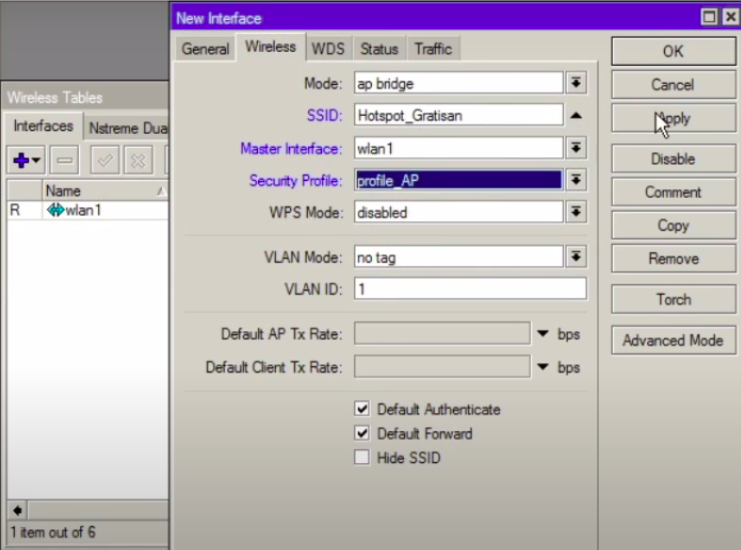 New Interface
General Wireless WDS Status Traffic
Mode: ap bridge
SSID: Hotspot_Gratisan
Master Interface: wlan1
Security Profile: profile_AP
WPS Mode: disabled
VLAN Mode: no tag
VLAN ID: 1
Default AP Tx Rate: bps
Default Client Tx Rate: bps
Default Authenticate
Default Forward
Hide SSID
OK
Cancel
Apply
Disable
Comment
Copy
Remove
Torch
Advanced Mode
Wireless Tables
Interfaces Nstreme Dua
Name
R wlan1
1 item out of 6